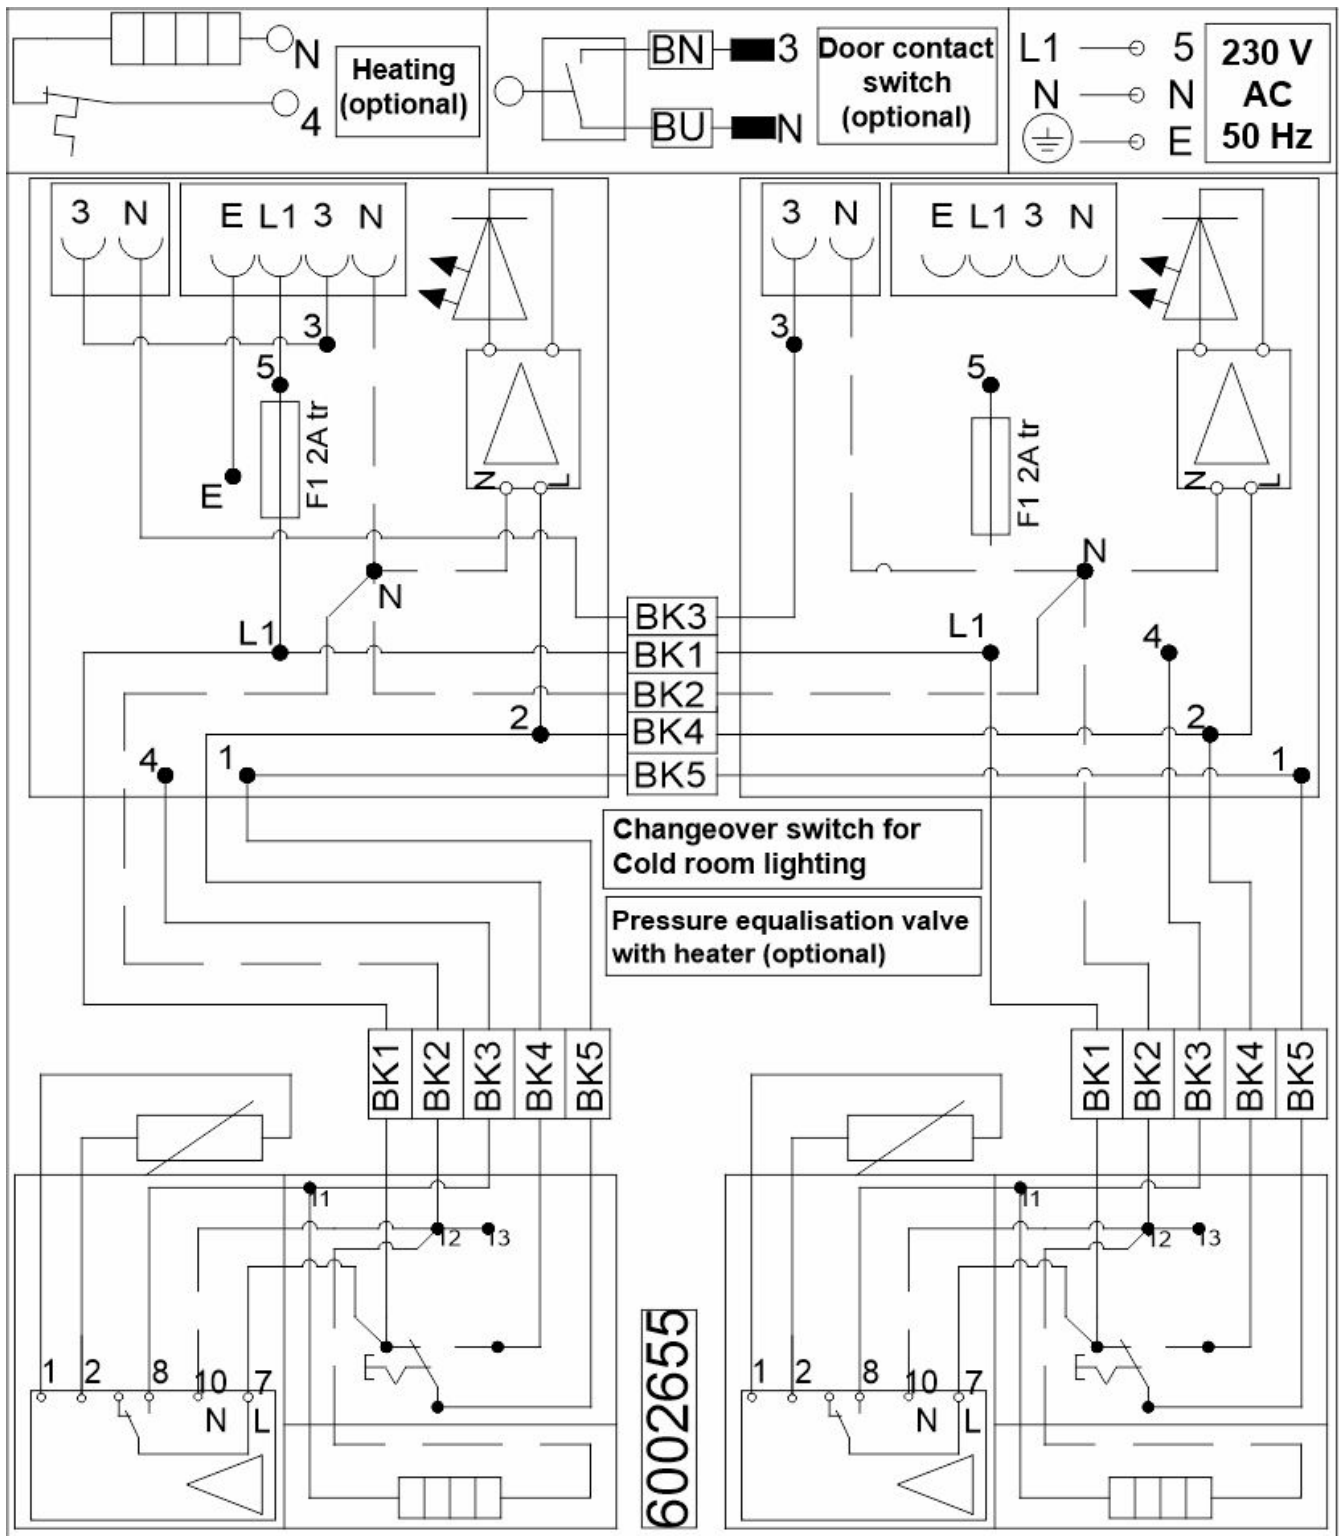 N
4
Heating
(optional)
BN 3
BU N
Door contact
switch
(optional)
L1 5
N N
E
230 V
AC
50 Hz
3 N E L1 3 N
3 N E L1 3 N
3
3
5
5
F1 2A tr
F1 2A tr
E
N L
N L
N
N
BK3
BK1
BK2
BK4
BK5
L1
L1
4
2
2
4 1
1
Changeover switch for
Cold room lighting
Pressure equalisation valve
with heater (optional)
BK1 BK2 BK3 BK4 BK5
BK1 BK2 BK3 BK4 BK5
11
12 13
11
12 13
1 2 8 10 7
N L
6002655
1 2 8 10 7
N L